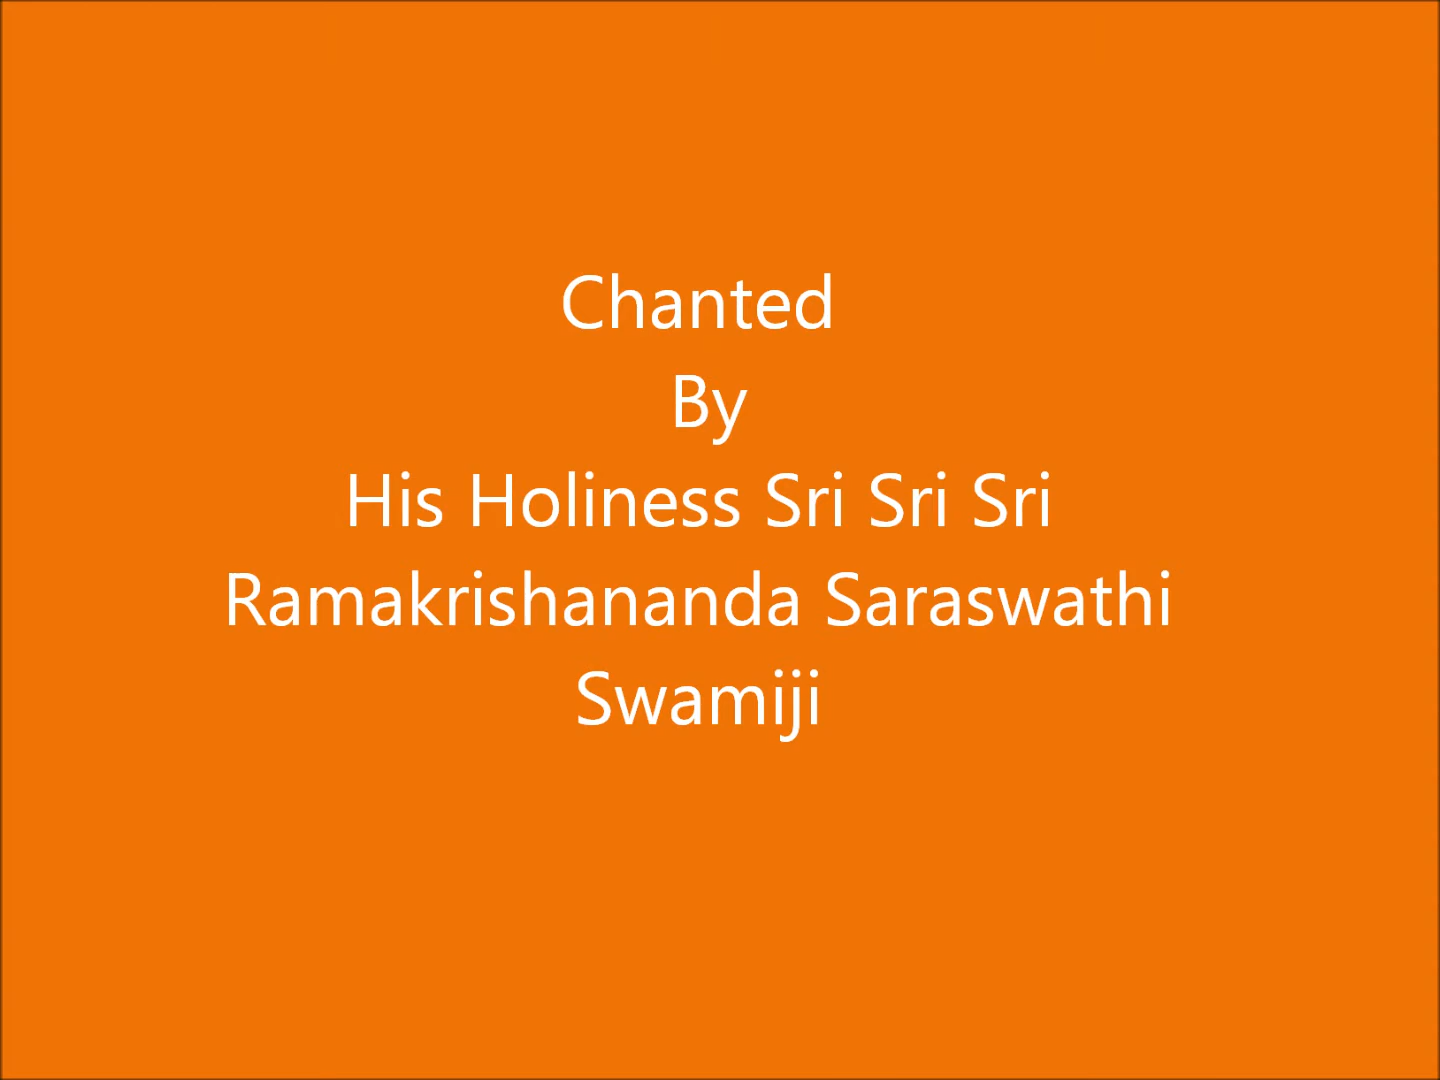 Chanted
By
His Holiness Sri Sri Sri
Ramakrishananda Saraswathi
Swamiji